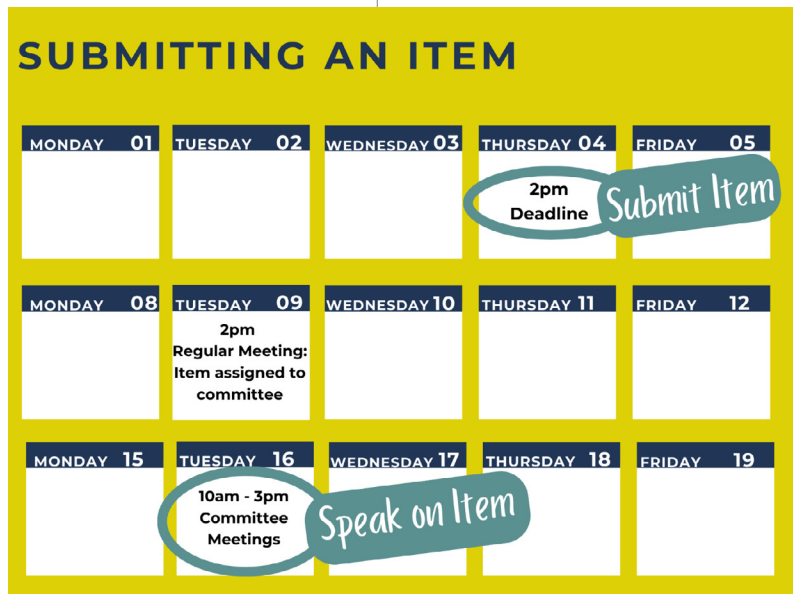 SUBMITTING AN ITEM
MONDAY 01 TUESDAY 02 WEDNESDAY 03 THURSDAY 04 FRIDAY 05
2pm
Deadline
Submit Item
MONDAY 08 TUESDAY 09 WEDNESDAY 10 THURSDAY 11 FRIDAY 12
2pm
Regular Meeting:
Item assigned to
committee
MONDAY 15 TUESDAY 16 WEDNESDAY 17 THURSDAY 18 FRIDAY 19
10am - 3pm
Committee
Meetings
Speak on Item